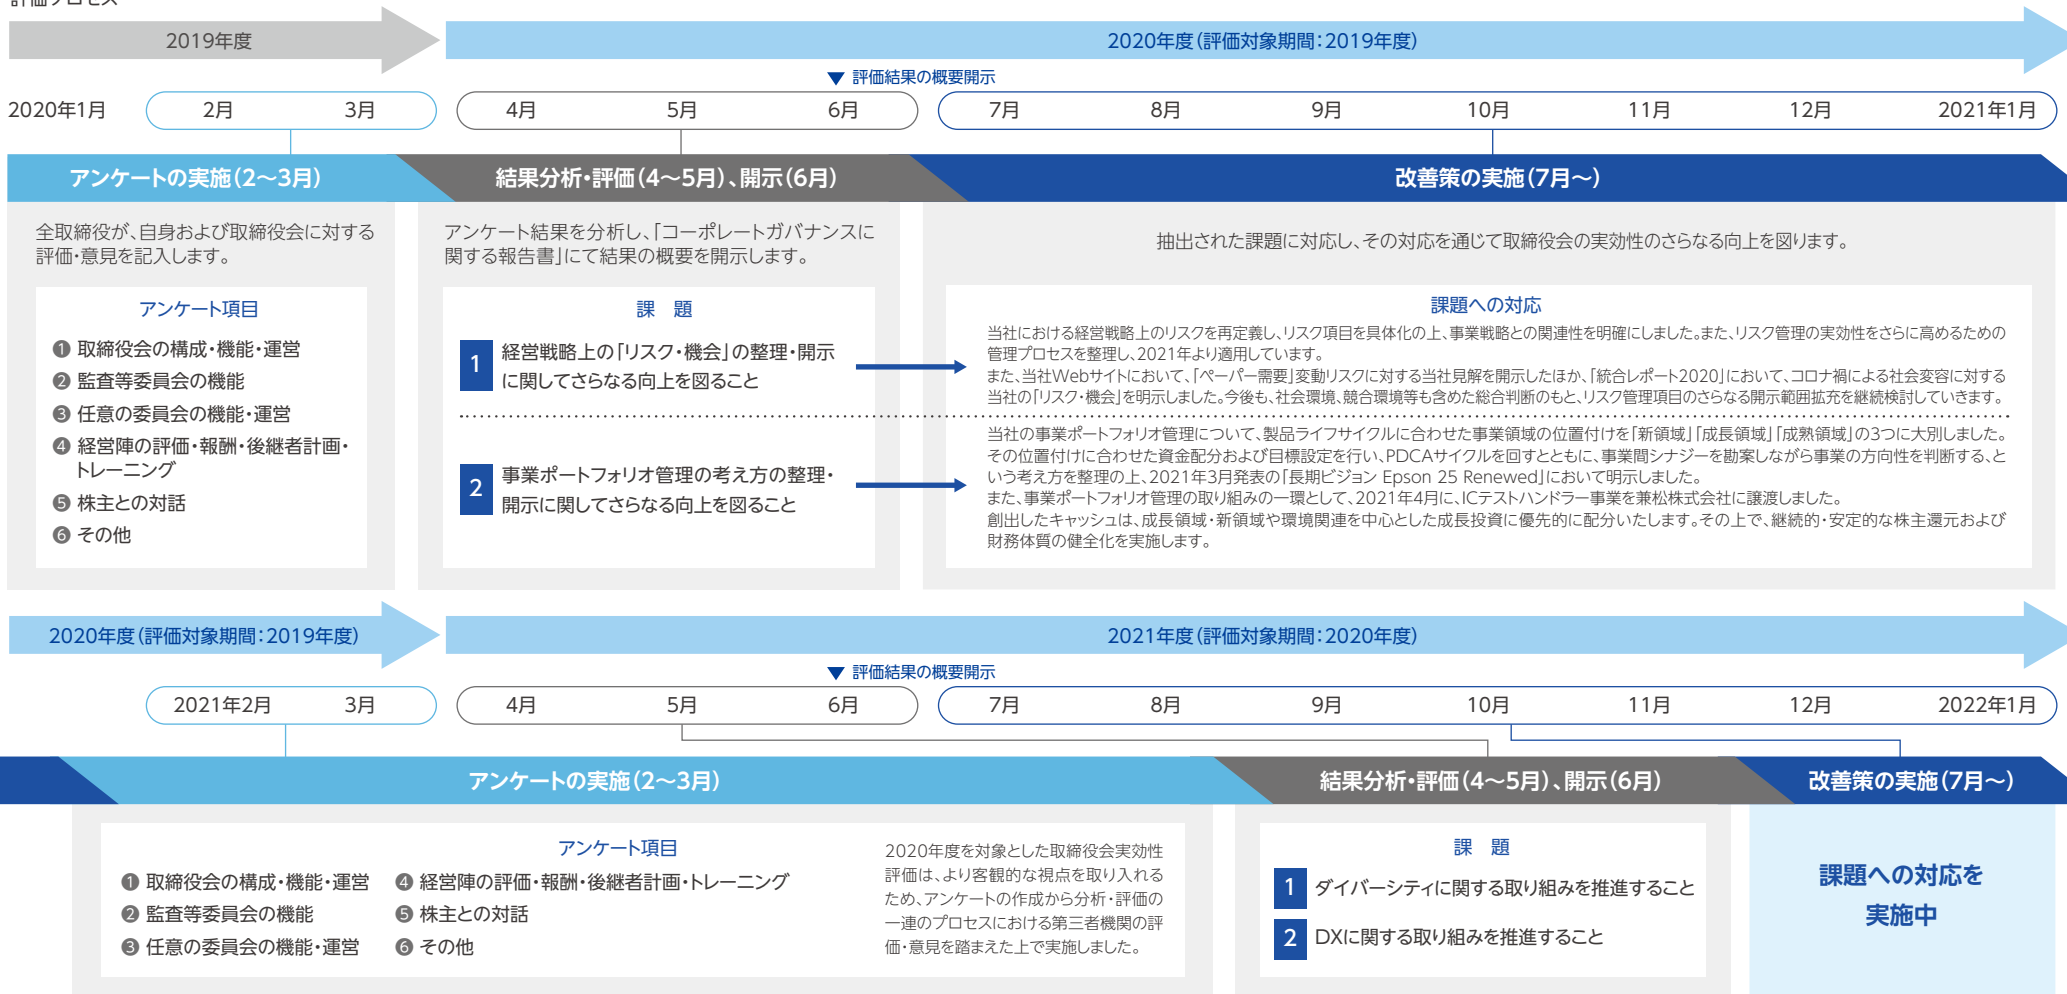 評価プロセス
2019年度
2020年度（評価対象期間：2019年度）
▼ 評価結果の概要開示
2020年1月 2月 3月 4月 5月 6月 7月 8月 9月 10月 11月 12月 2021年1月
アンケートの実施（2～3月）
結果分析・評価（4～5月）、開示（6月）
改善策の実施（7月～）
全取締役が、自身および取締役会に対する
評価・意見を記入します。
アンケート項目
❶ 取締役会の構成・機能・運営
❷ 監査等委員会の機能
❸ 任意の委員会の機能・運営
❹ 経営陣の評価・報酬・後継者計画・
トレーニング
❺ 株主との対話
❻ その他
アンケート結果を分析し、「コーポレートガバナンスに
関する報告書」にて結果の概要を開示します。
課 題
1 経営戦略上の「リスク・機会」の整理・開示
に関してさらなる向上を図ること
2 事業ポートフォリオ管理の考え方の整理・
開示に関してさらなる向上を図ること
抽出された課題に対応し、その対応を通じて取締役会の実効性のさらなる向上を図ります。
課題への対応
当社における経営戦略上のリスクを再定義し、リスク項目を具体化の上、事業戦略との関連性を明確にしました。また、リスク管理の実効性をさらに高めるための
管理プロセスを整理し、2021年より適用しています。
また、当社Webサイトにおいて、「ペーパー需要」変動リスクに対する当社見解を開示したほか、「統合レポート2020」において、コロナ禍による社会変容に対する
当社の「リスク・機会」を明示しました。今後も、社会環境、競合環境等も含めた総合判断のもと、リスク管理項目のさらなる開示範囲拡充を継続検討していきます。
当社の事業ポートフォリオ管理について、製品ライフサイクルに合わせた事業領域の位置付けを「新領域」「成長領域」「成熟領域」の3つに大別しました。
その位置付けに合わせた資金配分および目標設定を行い、PDCAサイクルを回すとともに、事業間シナジーを勘案しながら事業の方向性を判断する、と
いう考え方を整理の上、2021年3月発表の「長期ビジョン Epson 25 Renewed」において明示しました。
また、事業ポートフォリオ管理の取り組みの一環として、2021年4月に、ICテストハンドラー事業を兼松株式会社に譲渡しました。
創出したキャッシュは、成長領域・新領域や環境関連を中心とした成長投資に優先的に配分いたします。その上で、継続的・安定的な株主還元および
財務体質の健全化を実施します。
2020年度（評価対象期間：2019年度）
2021年度（評価対象期間：2020年度）
▼ 評価結果の概要開示
2021年2月 3月 4月 5月 6月 7月 8月 9月 10月 11月 12月 2022年1月
アンケートの実施（2～3月）
結果分析・評価（4～5月）、開示（6月）
改善策の実施（7月～）
アンケート項目
❶ 取締役会の構成・機能・運営
❷ 監査等委員会の機能
❸ 任意の委員会の機能・運営
❹ 経営陣の評価・報酬・後継者計画・トレーニング
❺ 株主との対話
❻ その他
2020年度を対象とした取締役会実効性
評価は、より客観的な視点を取り入れる
ため、アンケートの作成から分析・評価の
一連のプロセスにおける第三者機関の評
価・意見を踏まえた上で実施しました。
課 題
1 ダイバーシティに関する取り組みを推進すること
2 DXに関する取り組みを推進すること
課題への対応を
実施中